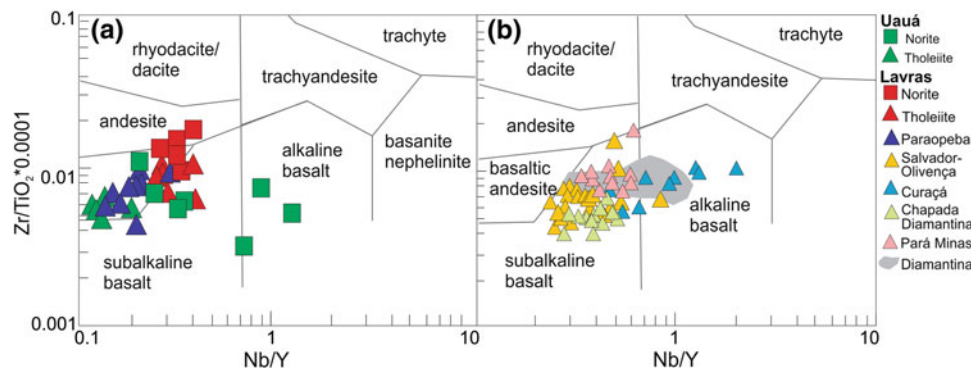 (a)
(b)
0.1
0.01
0.001
Zr/TiO2*0.0001
rhyodacite/
dacite
trachyte
trachyandesite
andesite
alkaline
basalt
basanite
nephelinite
subalkaline
basalt
0.1
1
10
Nb/Y
rhyodacite/
dacite
trachyte
trachyandesite
andesite
basaltic
andesite
alkaline
basalt
subalkaline
basalt
1
10
Nb/Y
Uauá
Norite
Tholeiite
Lavras
Norite
Tholeiite
Paraopeba
Salvador-
Olivença
Curaçá
Chapada
Diamantina
Pará Minas
Diamantina